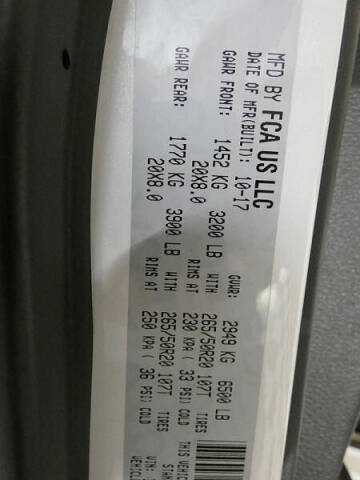 MFD BY FCA US LLC
DATE OF MFR(BUILT): 10-17 GVWR: 2949 KG 6500 LB
GAWR FRONT: 1452 KG 3200 LB WITH 265/50R20 107T TIRES
20X8.0 RIMS AT 230 KPA ( 33 PSI) COLD
GAWR REAR: 1770 KG 3900 LB WITH 265/50R20 107T TIRES
20X8.0 RIMS AT 250 KPA ( 36 PSI) COLD
THIS
VIN: